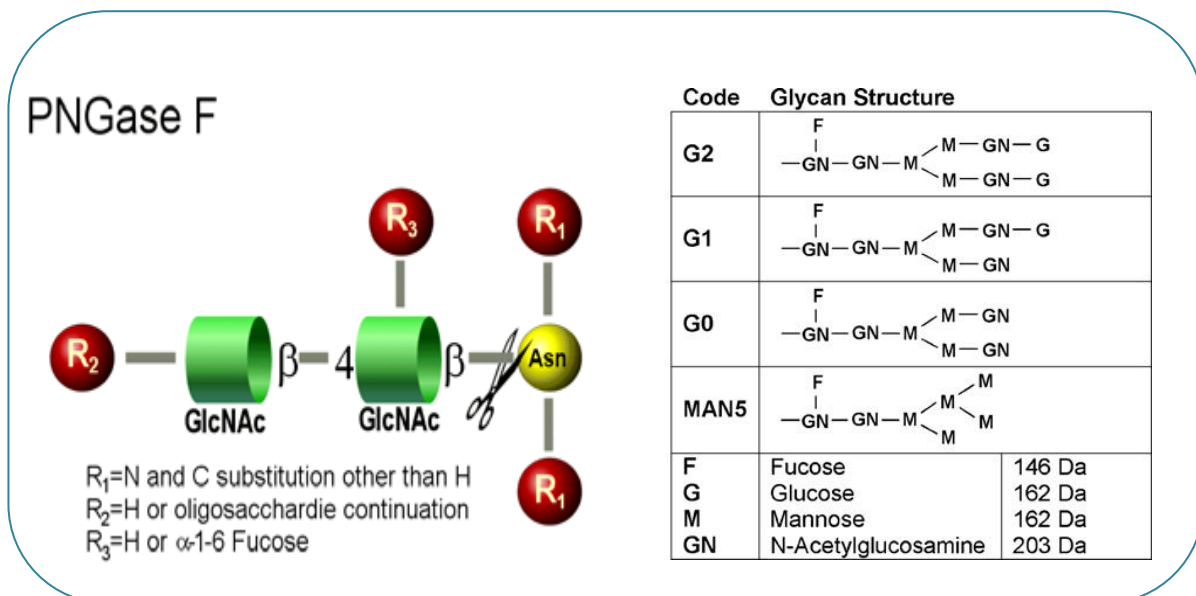 PNGase F
R₃
R₁
R₂
β
4
β
Asn
GlcNAc
GlcNAc
R₁
R₁=N and C substitution other than H
R₂=H or oligosacchardie continuation
R₃=H or α-1-6 Fucose
Code Glycan Structure
F
M GN G
G2 GN GN M
M GN G
F
M GN G
G1 GN GN M
M GN
F
M GN
G0 GN GN M
M GN
F
M
M
MAN5 GN GN M M
M
F Fucose 146 Da
G Glucose 162 Da
M Mannose 162 Da
GN N-Acetylglucosamine 203 Da